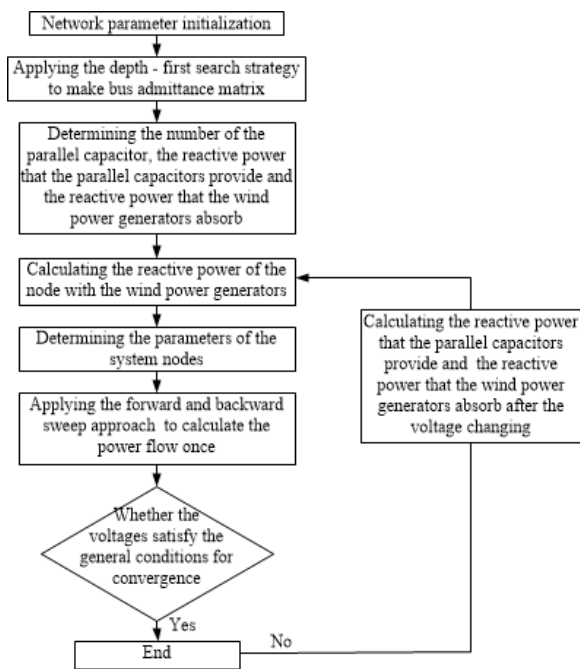 Network parameter initialization
Applying the depth - first search strategy
to make bus admittance matrix
Determining the number of the
parallel capacitor, the reactive power
that the parallel capacitors provide and
the reactive power that the wind
power generators absorb
Calculating the reactive power of the
node with the wind power generators
Determining the parameters of the
system nodes
Applying the forward and backward
sweep approach to calculate the
power flow once
Whether the
voltages satisfy the
general conditions for
convergence
Yes
End
No
Calculating the reactive power
that the parallel capacitors
provide and the reactive
power that the wind power
generators absorb after the
voltage changing